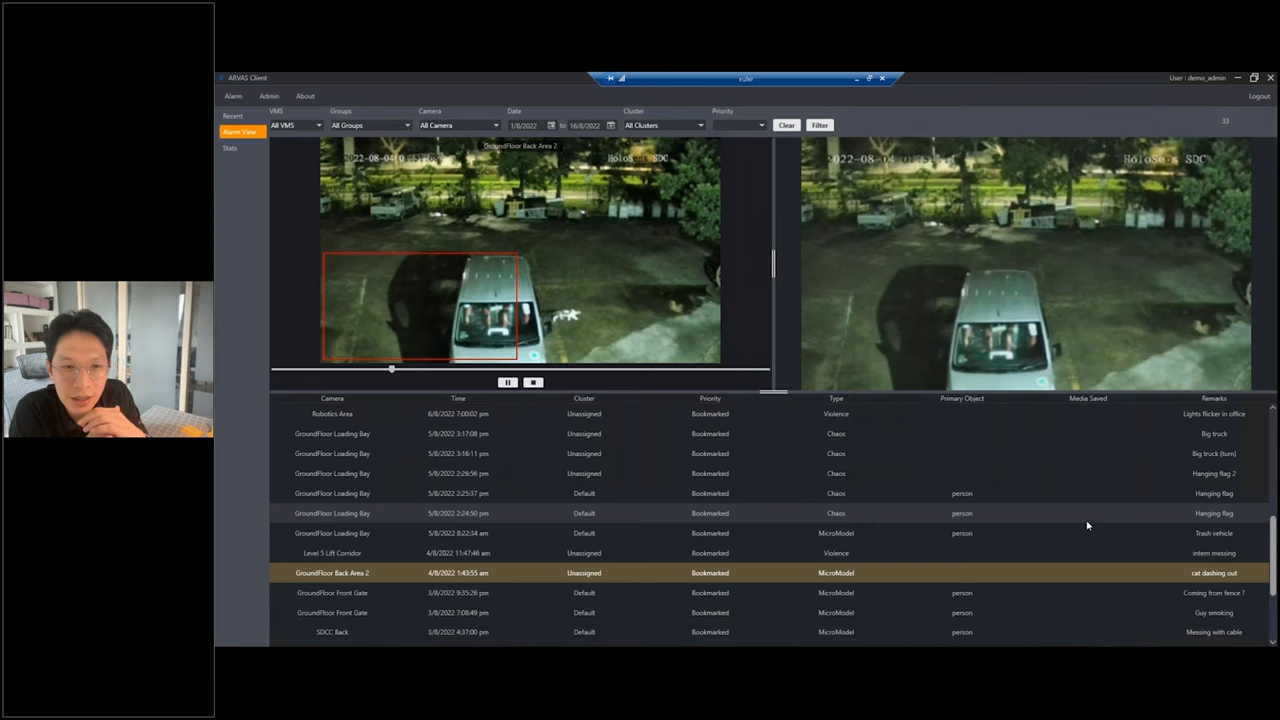 ARVAS Client
euler
User : demo_admin
Alarm Admin About
Logout
Recent
Alarm View
Stats
VMS Groups Camera Date Cluster Priority
All VMS All Groups All Camera 1/8/2022 to 16/8/2022 All Clusters Clear Filter
33
GroundFloor Back Area 2
HoloSens SDC
2022-08-04
HoloSens SDC
Camera Time Cluster Priority Type Primary Object Media Saved Remarks
Robotics Area 6/8/2022 7:00:02 pm Unassigned Bookmarked Violence Lights flicker in office
GroundFloor Loading Bay 5/8/2022 3:17:08 pm Unassigned Bookmarked Chaos Big truck
GroundFloor Loading Bay 5/8/2022 3:16:11 pm Unassigned Bookmarked Chaos Big truck (turn)
GroundFloor Loading Bay 5/8/2022 2:26:56 pm Unassigned Bookmarked Chaos Hanging flag 2
GroundFloor Loading Bay 5/8/2022 2:25:37 pm Default Bookmarked Chaos person Hanging flag
GroundFloor Loading Bay 5/8/2022 2:24:50 pm Default Bookmarked Chaos person Hanging flag
GroundFloor Loading Bay 5/8/2022 8:22:34 am Default Bookmarked MicroModel person Trash vehicle
Level 5 Lift Corridor 4/8/2022 11:47:46 am Unassigned Bookmarked Violence intern messing
GroundFloor Back Area 2 4/8/2022 1:43:55 am Unassigned Bookmarked MicroModel cat dashing out
GroundFloor Front Gate 3/8/2022 9:35:26 pm Default Bookmarked MicroModel person Coming from fence ?
GroundFloor Front Gate 3/8/2022 7:08:49 pm Default Bookmarked MicroModel person Guy smoking
SDCC Back 3/8/2022 4:37:00 pm Default Bookmarked MicroModel person Messing with cable